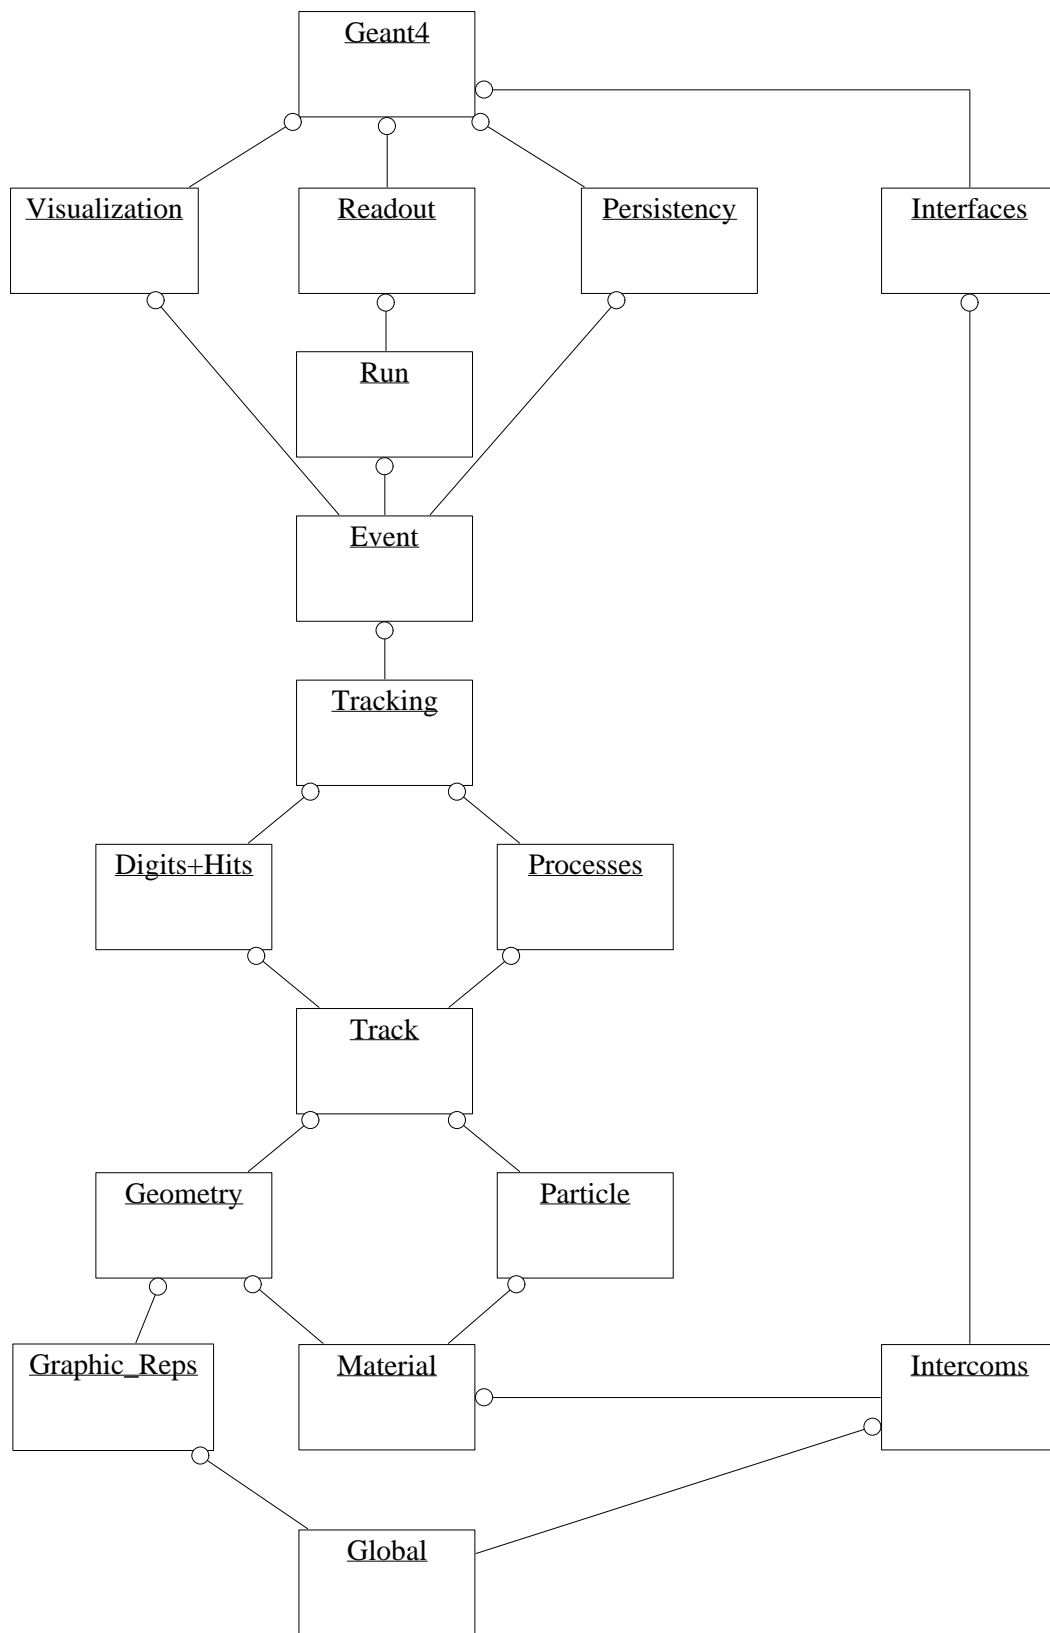 Geant4
Visualization
Readout
Persistency
Interfaces
Run
Event
Tracking
Digits+Hits
Processes
Track
Geometry
Particle
Graphic_Reps
Material
Intercoms
Global